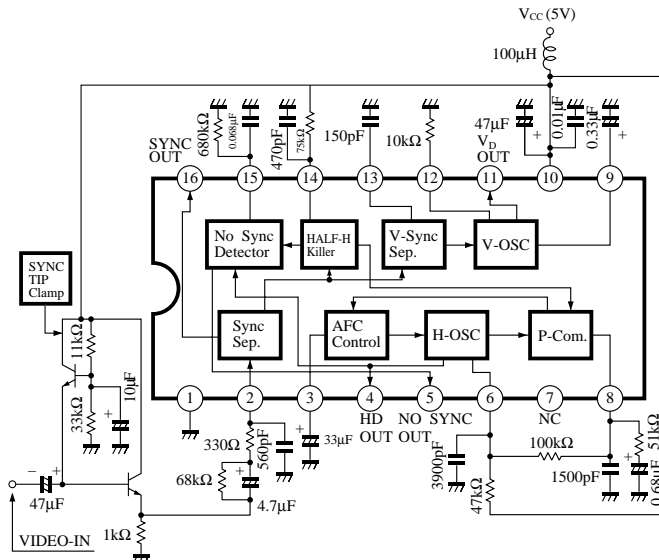 VCC (5V)
100µH
680kΩ
0.068µF
470pF
75kΩ
150pF
10kΩ
47µF
+
0.01µF
0.33µF
+
SYNC
OUT
VD
OUT
16
15
14
13
12
11
10
9
No Sync
Detector
HALF-H
Killer
V-Sync
Sep.
V-OSC
SYNC
TIP
Clamp
Sync
Sep.
AFC
Control
H-OSC
P-Com.
11kΩ
10µF
+
33kΩ
1
2
3
4
5
6
7
8
HD
OUT
NO SYNC
OUT
NC
330Ω
560pF
+
33µF
68kΩ
+
4.7µF
3900pF
47kΩ
100kΩ
1500pF
51kΩ
+
0.68µF
−
+
47µF
1kΩ
VIDEO-IN